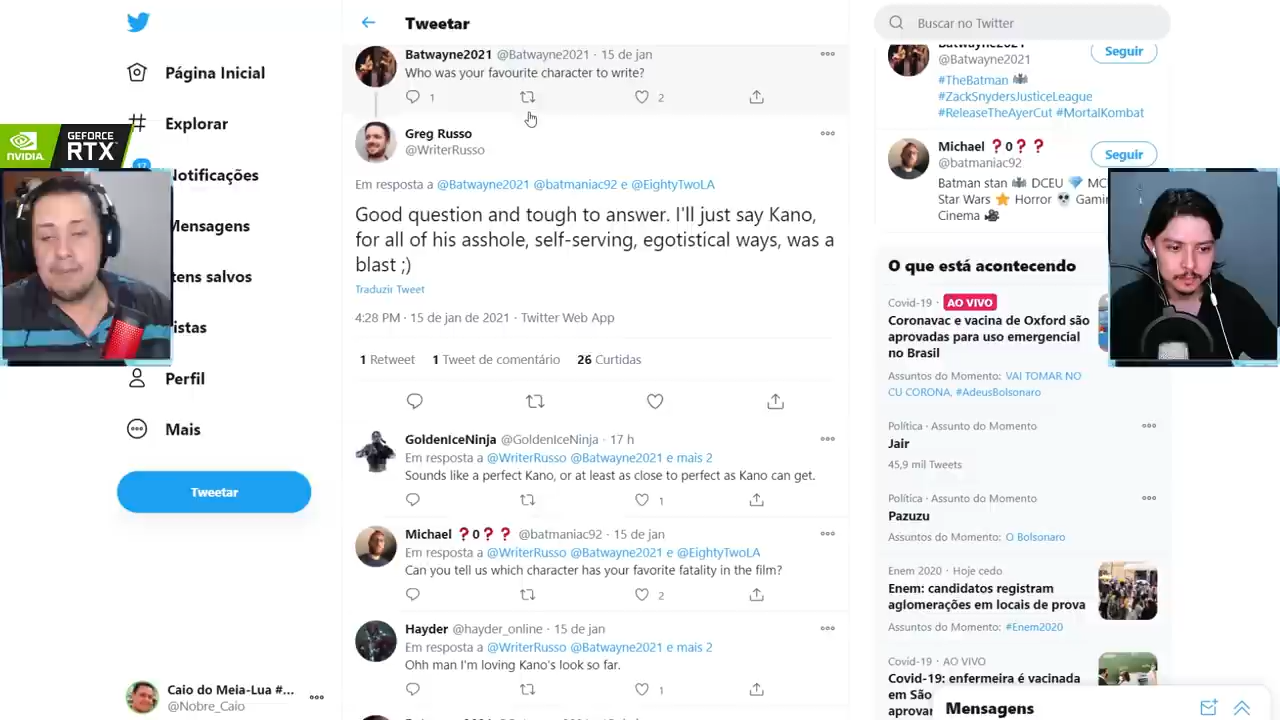 Tweetar
Buscar no Twitter
Página Inicial
Explorar
17
Notificações
Mensagens
Itens salvos
Listas
Perfil
Mais
Tweetar
Caio do Meia-Lua #...
@Nobre_Caio
NVIDIA
GEFORCE
RTX
Batwayne2021 @Batwayne2021 · 15 de jan
Who was your favourite character to write?
1
2
Greg Russo
@WriterRusso
Em resposta a @Batwayne2021 @batmaniac92 e @EightyTwoLA
Good question and tough to answer. I'll just say Kano,
for all of his asshole, self-serving, egotistical ways, was a
blast ;)
Traduzir Tweet
4:28 PM · 15 de jan de 2021 · Twitter Web App
1 Retweet 1 Tweet de comentário 26 Curtidas
GoldenIceNinja @GoldenIceNinja · 17 h
Em resposta a @WriterRusso @Batwayne2021 e mais 2
Sounds like a perfect Kano, or at least as close to perfect as Kano can get.
1
Michael ❓0❓❓ @batmaniac92 · 15 de jan
Em resposta a @WriterRusso @Batwayne2021 e @EightyTwoLA
Can you tell us which character has your favorite fatality in the film?
2
Hayder @hayder_online · 15 de jan
Em resposta a @WriterRusso @Batwayne2021 e mais 2
Ohh man I'm loving Kano's look so far.
1
Batwayne2021
@Batwayne2021
Seguir
#TheBatman
#ZackSnydersJusticeLeague
#ReleaseTheAyerCut #MortalKombat
Michael ❓0❓❓
@batmaniac92
Seguir
Batman stan DCEU 💎 MC
Star Wars ⭐ Horror 💀 Gami
Cinema 🎥
O que está acontecendo
Covid-19 · AO VIVO
Coronavac e vacina de Oxford são
aprovadas para uso emergencial
no Brasil
Assuntos do Momento: VAI TOMAR NO
CU CORONA, #AdeusBolsonaro
Política · Assunto do Momento
Jair
45,9 mil Tweets
Política · Assunto do Momento
Pazuzu
Assuntos do Momento: O Bolsonaro
Enem 2020 · Hoje cedo
Enem: candidatos registram
aglomerações em locais de prova
Assuntos do Momento: #Enem2020
Covid-19 · AO VIVO
Covid-19: enfermeira é vacinada
em São
aprovar
Mensagens